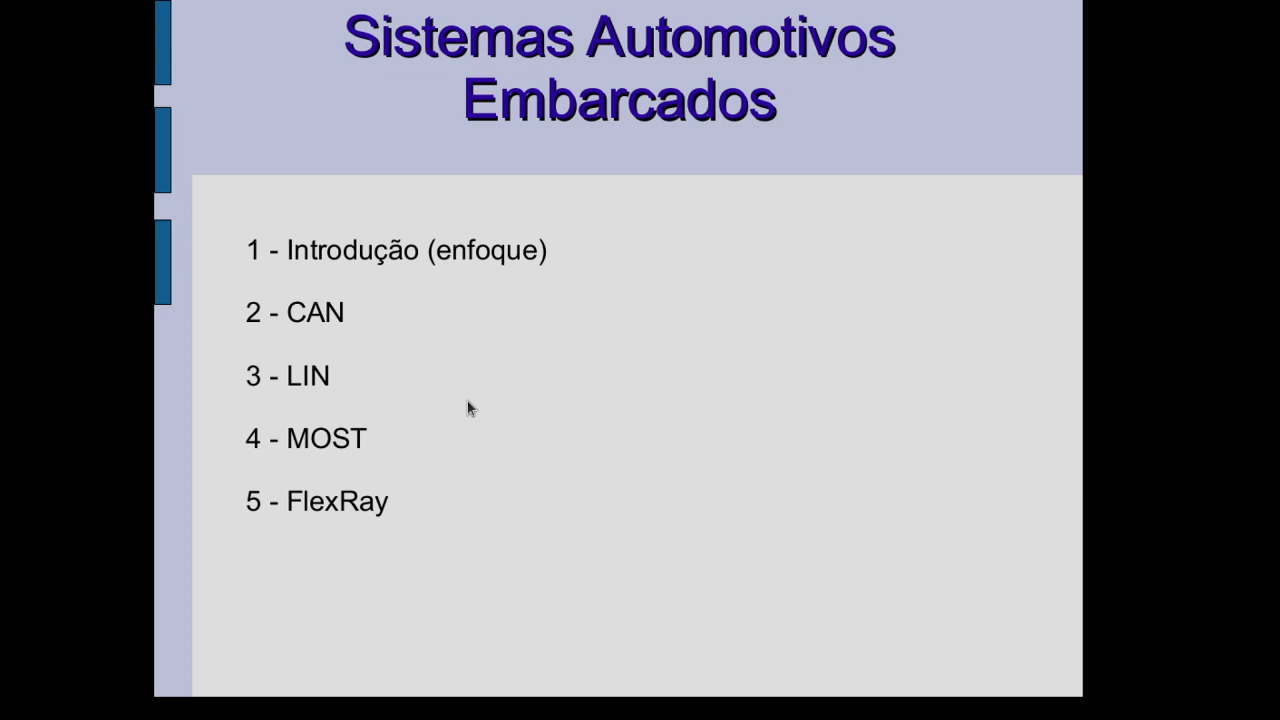 Sistemas Automotivos
Embarcados
1 - Introdução (enfoque)
2 - CAN
3 - LIN
4 - MOST
5 - FlexRay